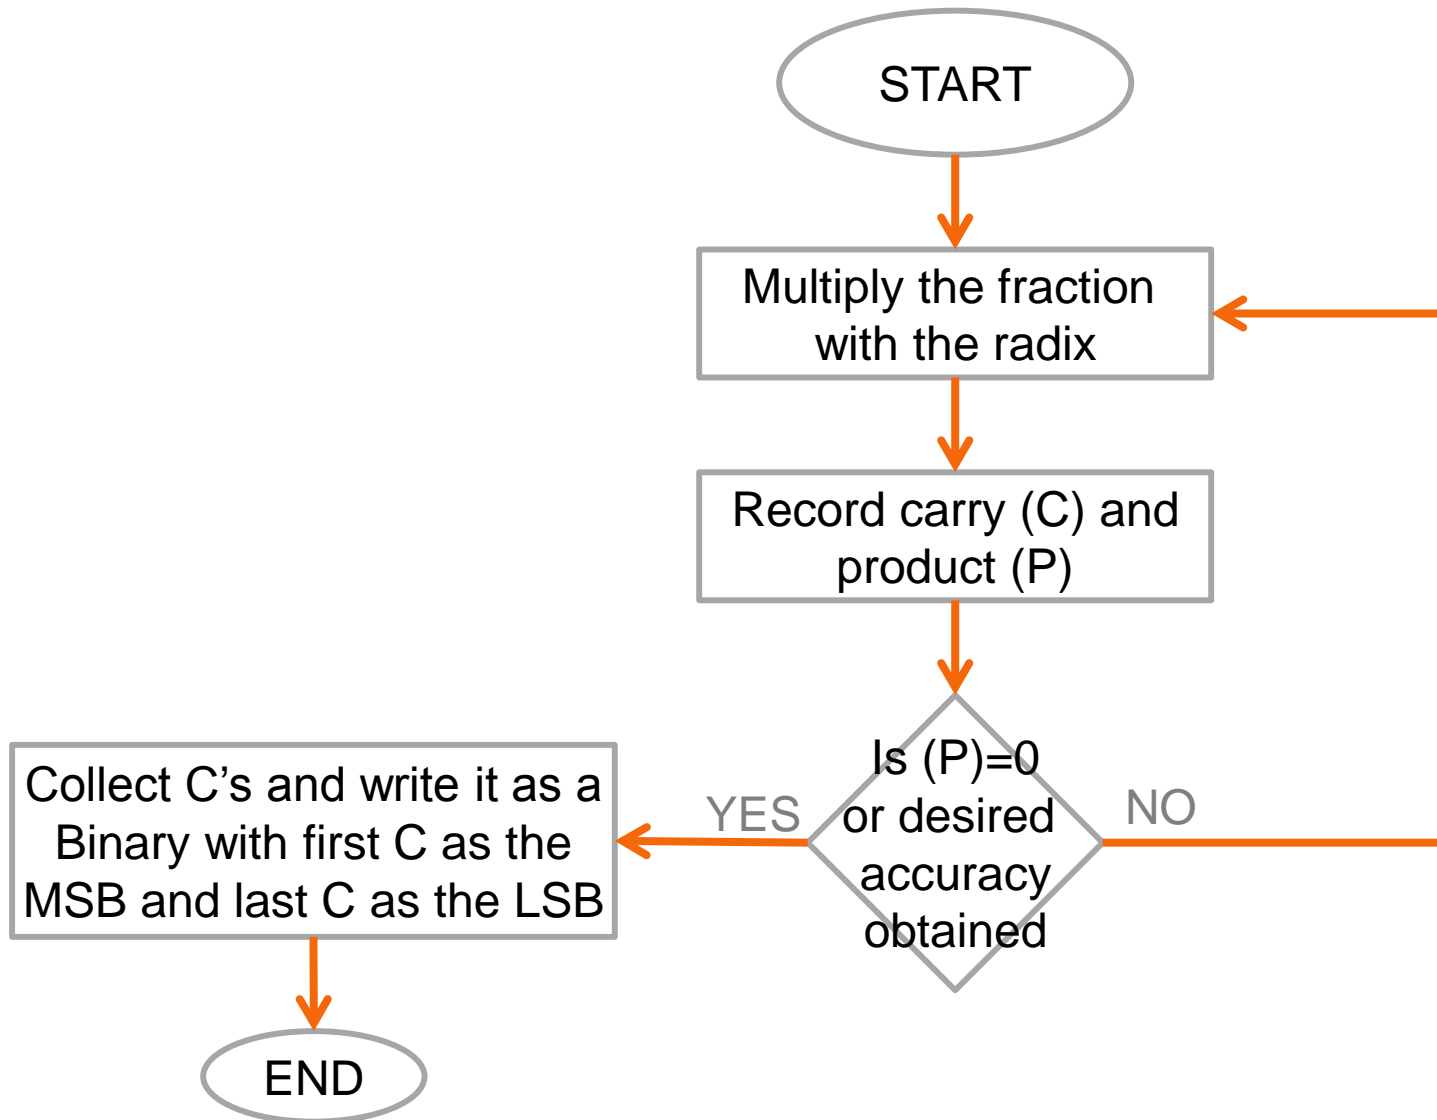 START
Multiply the fraction
with the radix
Record carry (C) and
product (P)
Is (P)=0
or desired
accuracy
obtained
YES
NO
Collect C’s and write it as a
Binary with first C as the
MSB and last C as the LSB
END